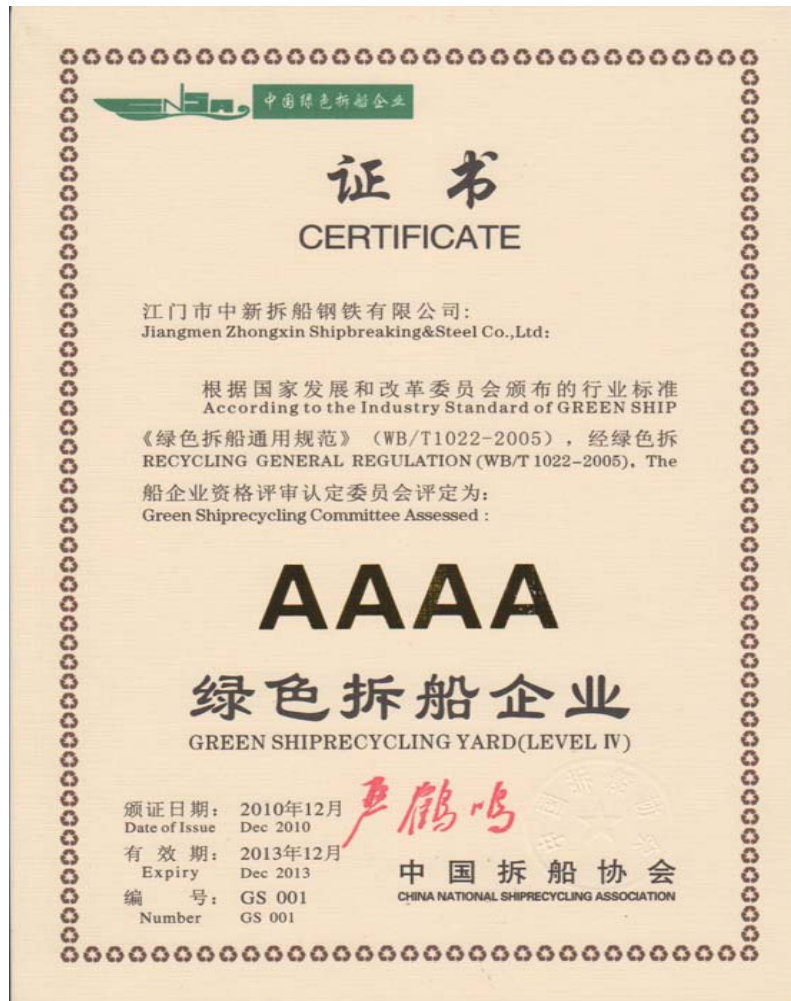 中国绿色拆船企业
证 书
CERTIFICATE
江门市中新拆船钢铁有限公司:
Jiangmen Zhongxin Shipbreaking&Steel Co.,Ltd:
根据国家发展和改革委员会颁布的行业标准
According to the Industry Standard of GREEN SHIP
《绿色拆船通用规范》（WB/T1022-2005），经绿色拆
RECYCLING GENERAL REGULATION (WB/T 1022-2005), The
船企业资格评审认定委员会评定为:
Green Shiprecycling Committee Assessed :
AAAA
绿色拆船企业
GREEN SHIPRECYCLING YARD(LEVEL Ⅳ)
颁证日期: 2010年12月
Date of Issue Dec 2010
有 效 期: 2013年12月
Expiry Dec 2013
编 号: GS 001
Number GS 001
严鹤鸣
中国拆船协会
CHINA NATIONAL SHIPRECYCLING ASSOCIATION